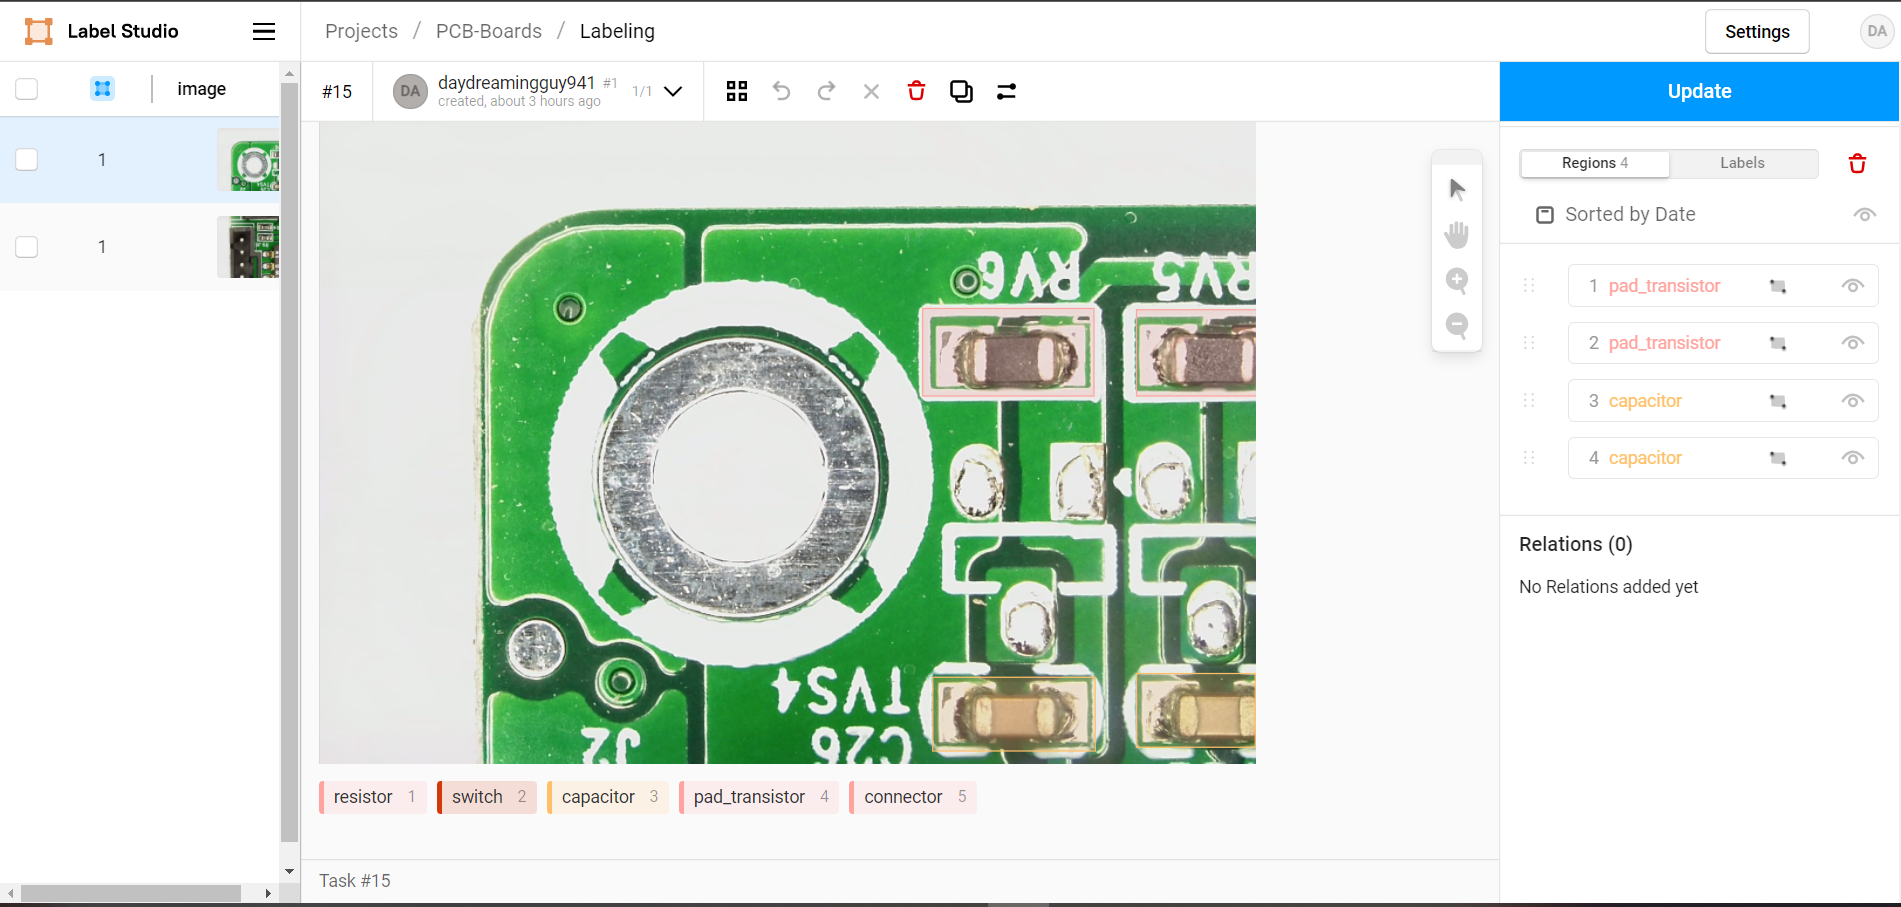 Label Studio
Projects / PCB-Boards / Labeling
Settings
DA
image
#15
DA
daydreamingguy941 #1
created, about 3 hours ago
1/1
Update
1
1
Regions 4
Labels
Sorted by Date
1 pad_transistor
2 pad_transistor
3 capacitor
4 capacitor
Relations (0)
No Relations added yet
RV6
RV5
TVS4
C26
J2
resistor 1
switch 2
capacitor 3
pad_transistor 4
connector 5
Task #15